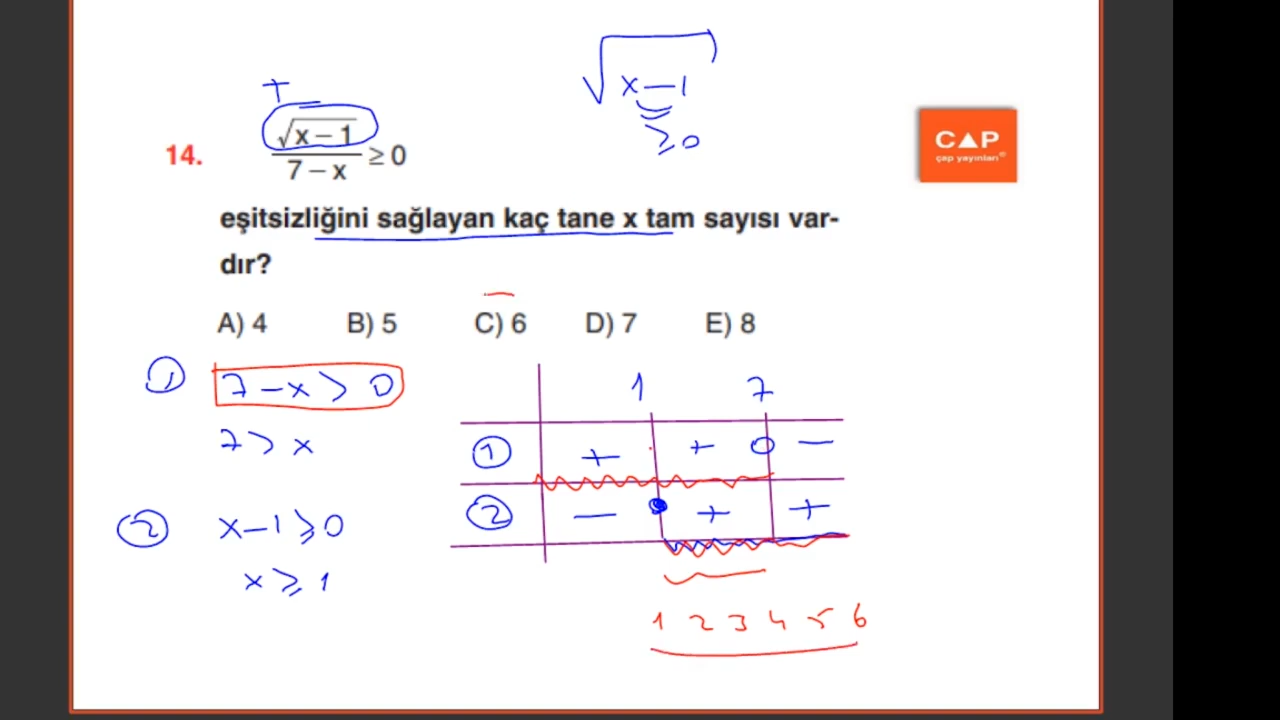 √x – 1
≥ 0
+
14. √x – 1 / 7 – x ≥ 0
CAP
çap yayınları®
eşitsizliğini sağlayan kaç tane x tam sayısı var-
dır?
A) 4 B) 5 C) 6 D) 7 E) 8
① 7 – x > 0
7 > x
② x – 1 ≥ 0
x ≥ 1
1 7
① + + 0 –
② – + +
1 2 3 4 5 6